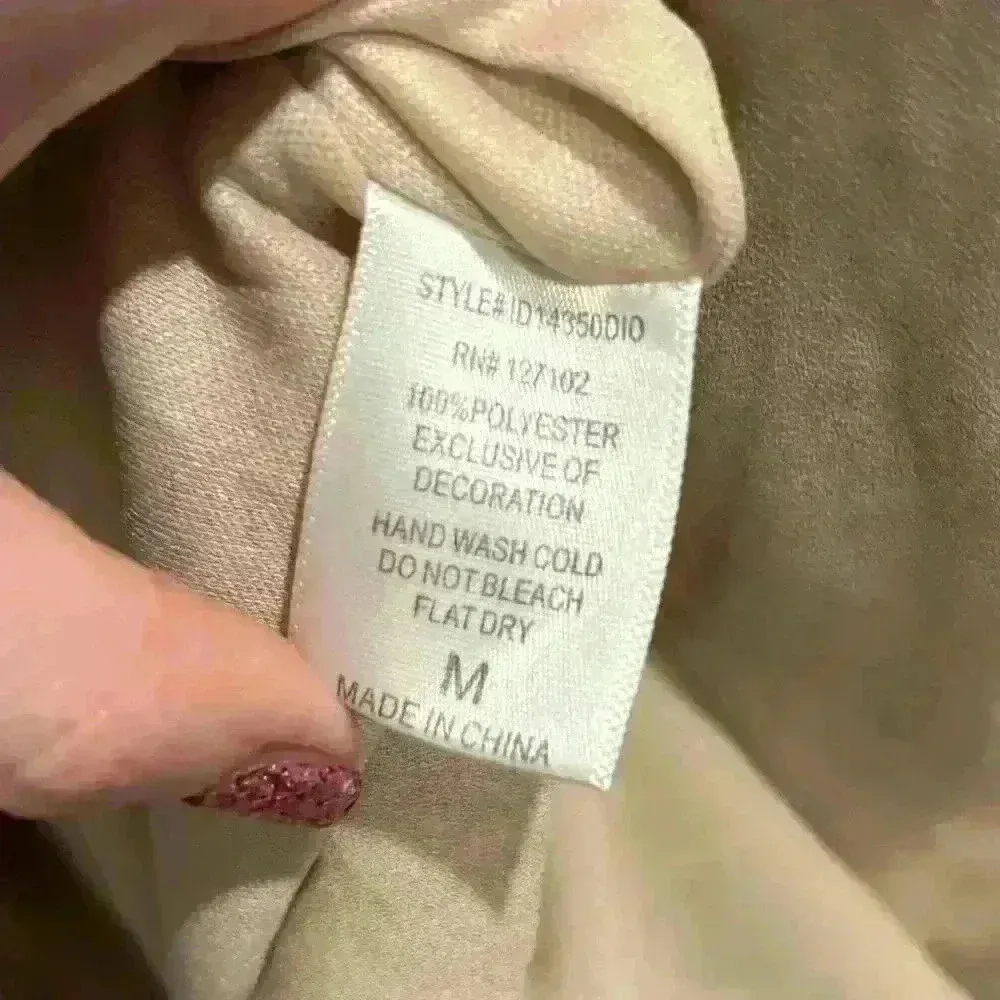 STYLE# ID14350DIO
RN# 127102
100%POLYESTER
EXCLUSIVE OF
DECORATION
HAND WASH COLD
DO NOT BLEACH
FLAT DRY
M
MADE IN CHINA